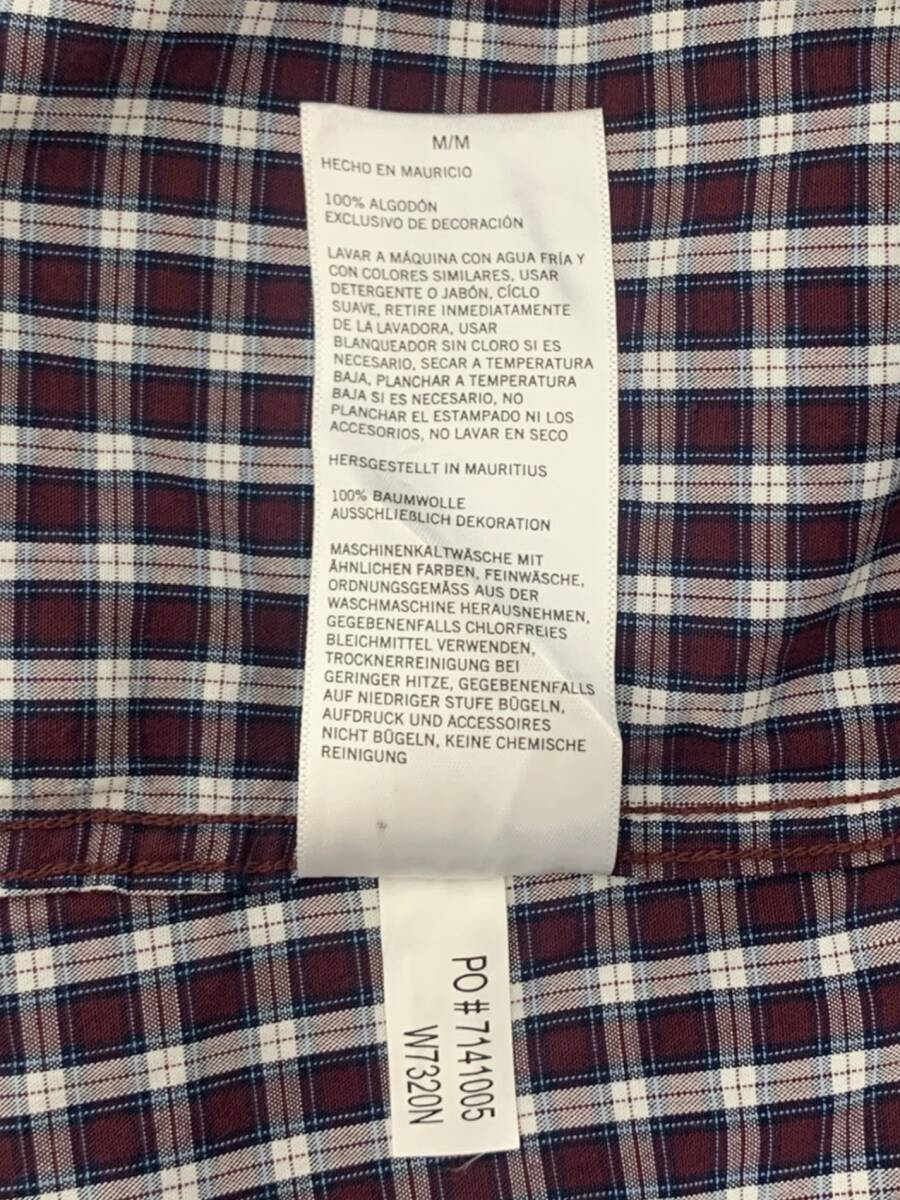 M/M
HECHO EN MAURICIO
100% ALGODÓN
EXCLUSIVO DE DECORACIÓN
LAVAR A MÁQUINA CON AGUA FRÍA Y
CON COLORES SIMILARES, USAR
DETERGENTE O JABÓN, CÍCLO
SUAVE, RETIRE INMEDIATAMENTE
DE LA LAVADORA, USAR
BLANQUEADOR SIN CLORO SI ES
NECESARIO, SECAR A TEMPERATURA
BAJA, PLANCHAR A TEMPERATURA
BAJA SI ES NECESARIO, NO
PLANCHAR EL ESTAMPADO NI LOS
ACCESORIOS, NO LAVAR EN SECO
HERSGESTELLT IN MAURITIUS
100% BAUMWOLLE
AUSSCHLIEßLICH DEKORATION
MASCHINENKALTWÄSCHE MIT
ÄHNLICHEN FARBEN, FEINWÄSCHE,
ORDNUNGSGEMÄSS AUS DER
WASCHMASCHINE HERAUSNEHMEN,
GEGEBENENFALLS CHLORFREIES
BLEICHMITTEL VERWENDEN,
TROCKNERREINIGUNG BEI
GERINGER HITZE, GEGEBENENFALLS
AUF NIEDRIGER STUFE BÜGELN,
AUFDRUCK UND ACCESSOIRES
NICHT BÜGELN, KEINE CHEMISCHE
REINIGUNG
PO # 7141005
W7320N